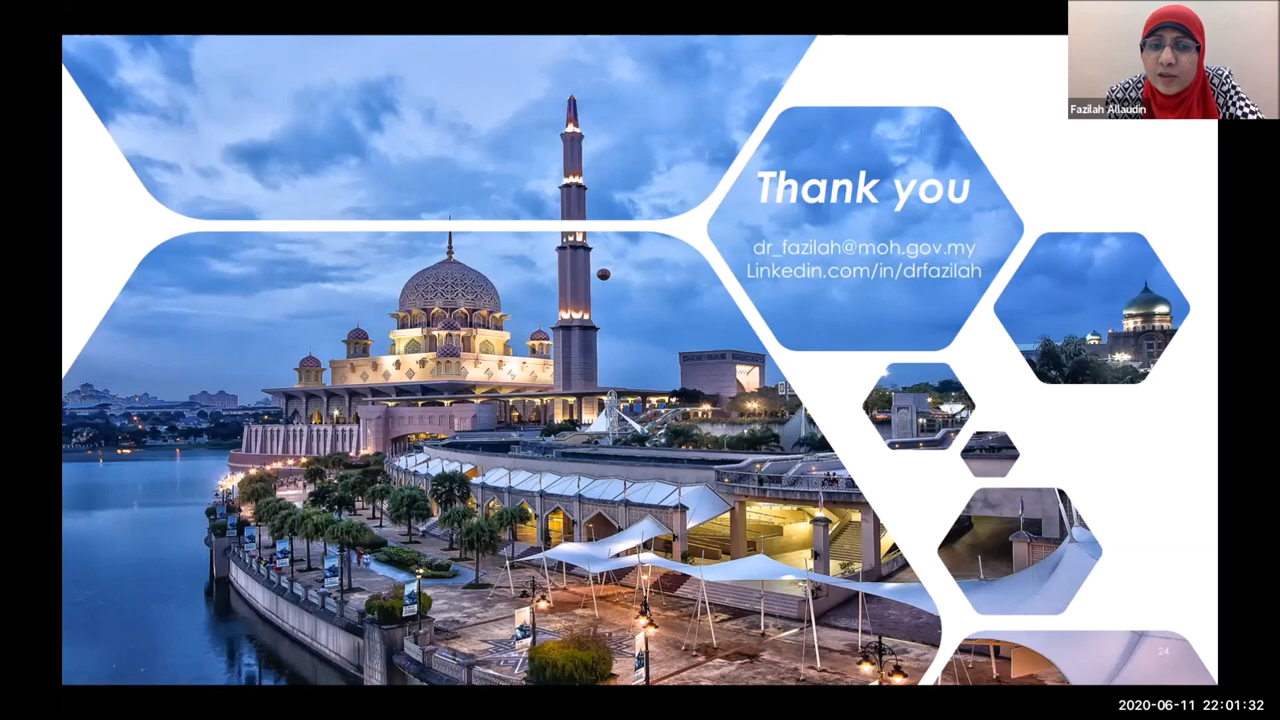 Fazilah Allaudin
Thank you
dr_fazilah@moh.gov.my
Linkedin.com/in/drfazilah
24
2020-06-11 22:01:32